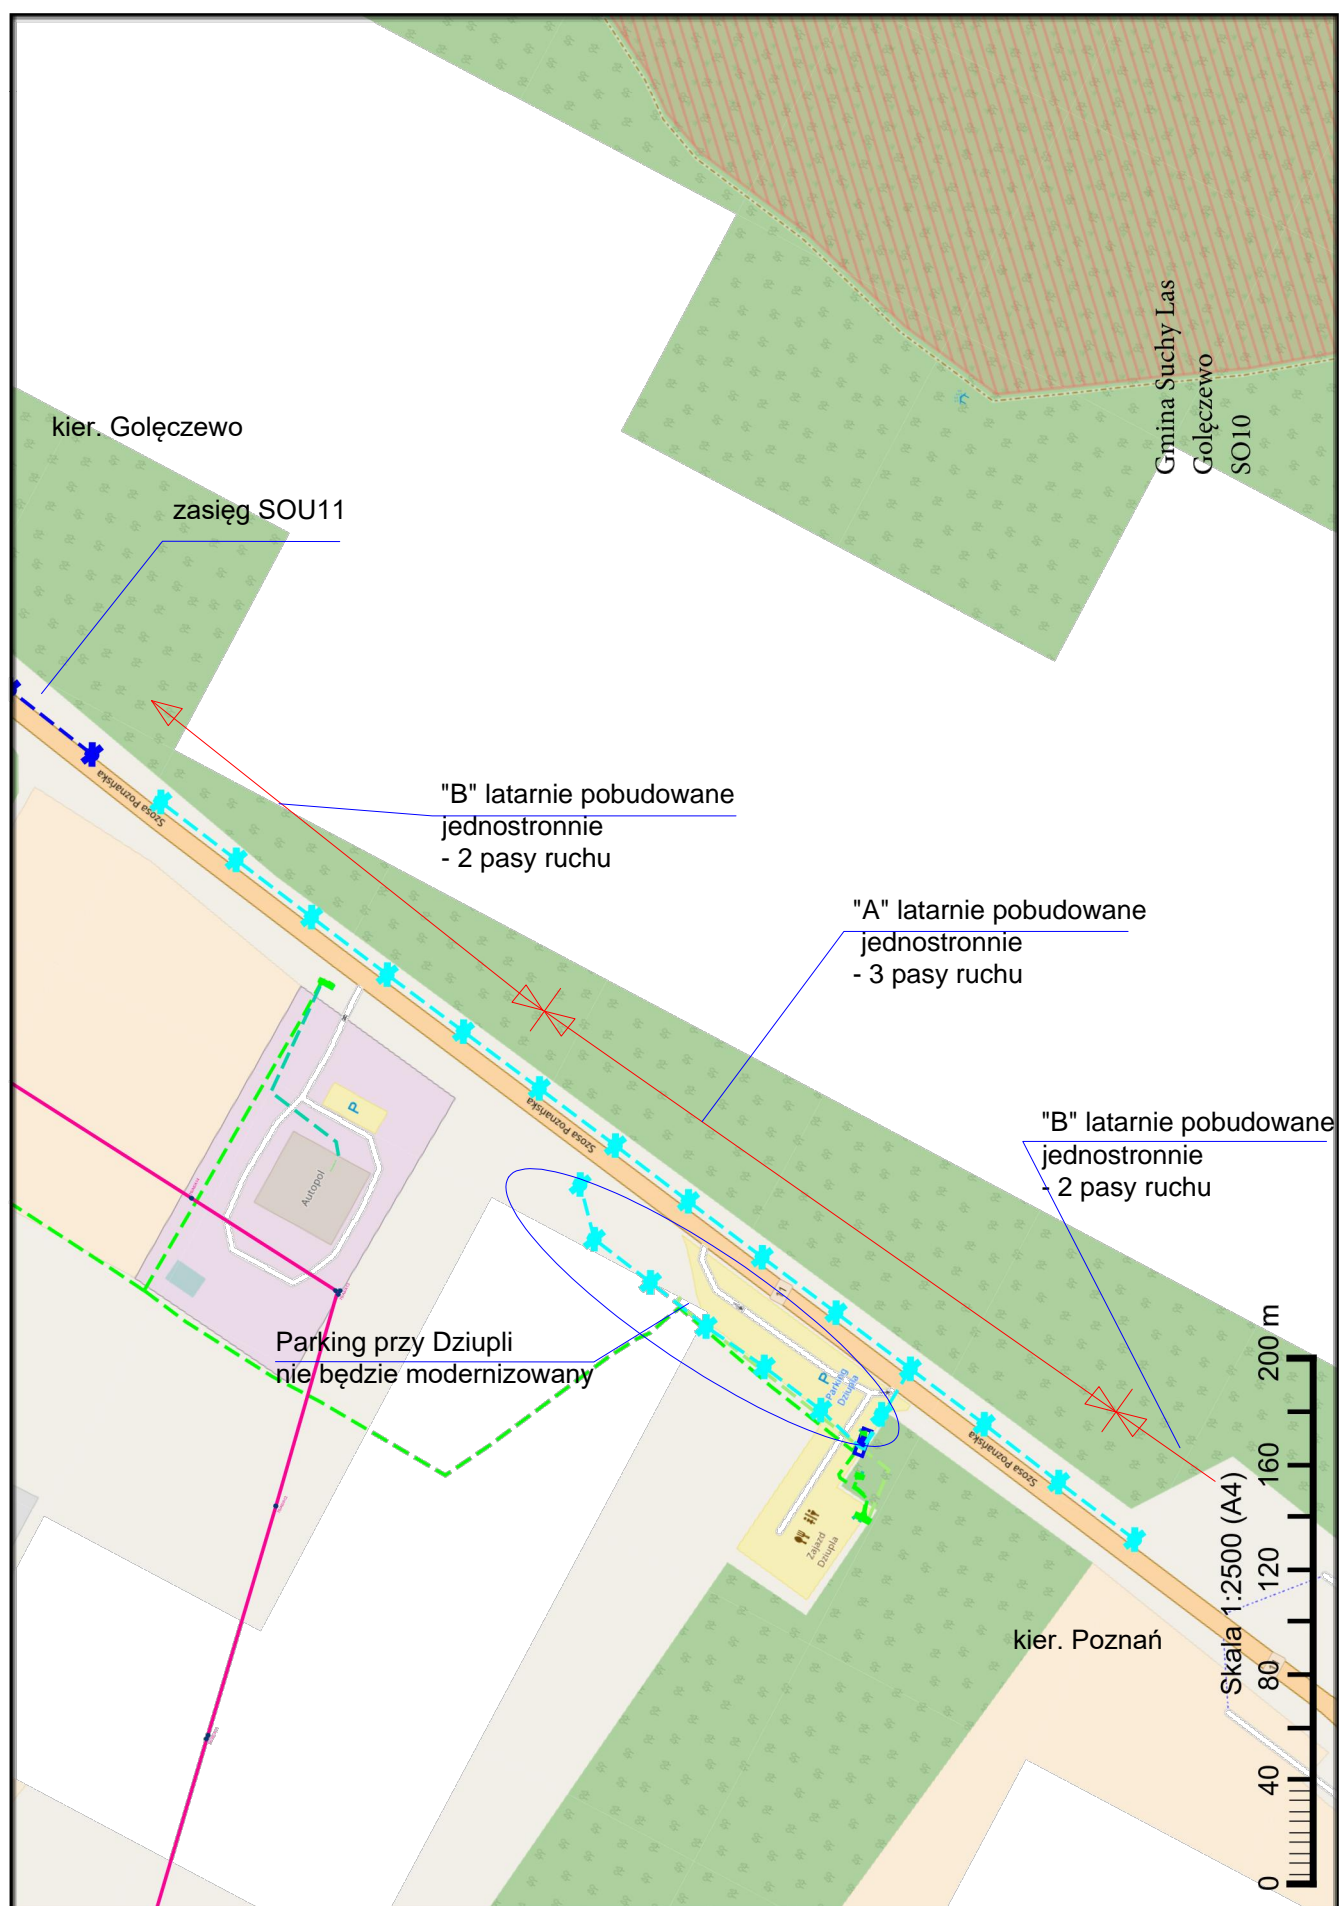 kier. Golęczewo
zasięg SOU11
Gmina Suchy Las
Golęczewo
SO10
Szosa Poznańska
"B" latarnie pobudowane
jednostronnie
- 2 pasy ruchu
"A" latarnie pobudowane
jednostronnie
- 3 pasy ruchu
"B" latarnie pobudowane
jednostronnie
- 2 pasy ruchu
P
Autopol
Szosa Poznańska
11
Parking przy Dziupli
nie będzie modernizowany
P
Parking
Dziupla
Szosa Poznańska
Zajazd
Dziupla
kier. Poznań
Skala 1:2500 (A4)
0 40 80 120 160 200 m